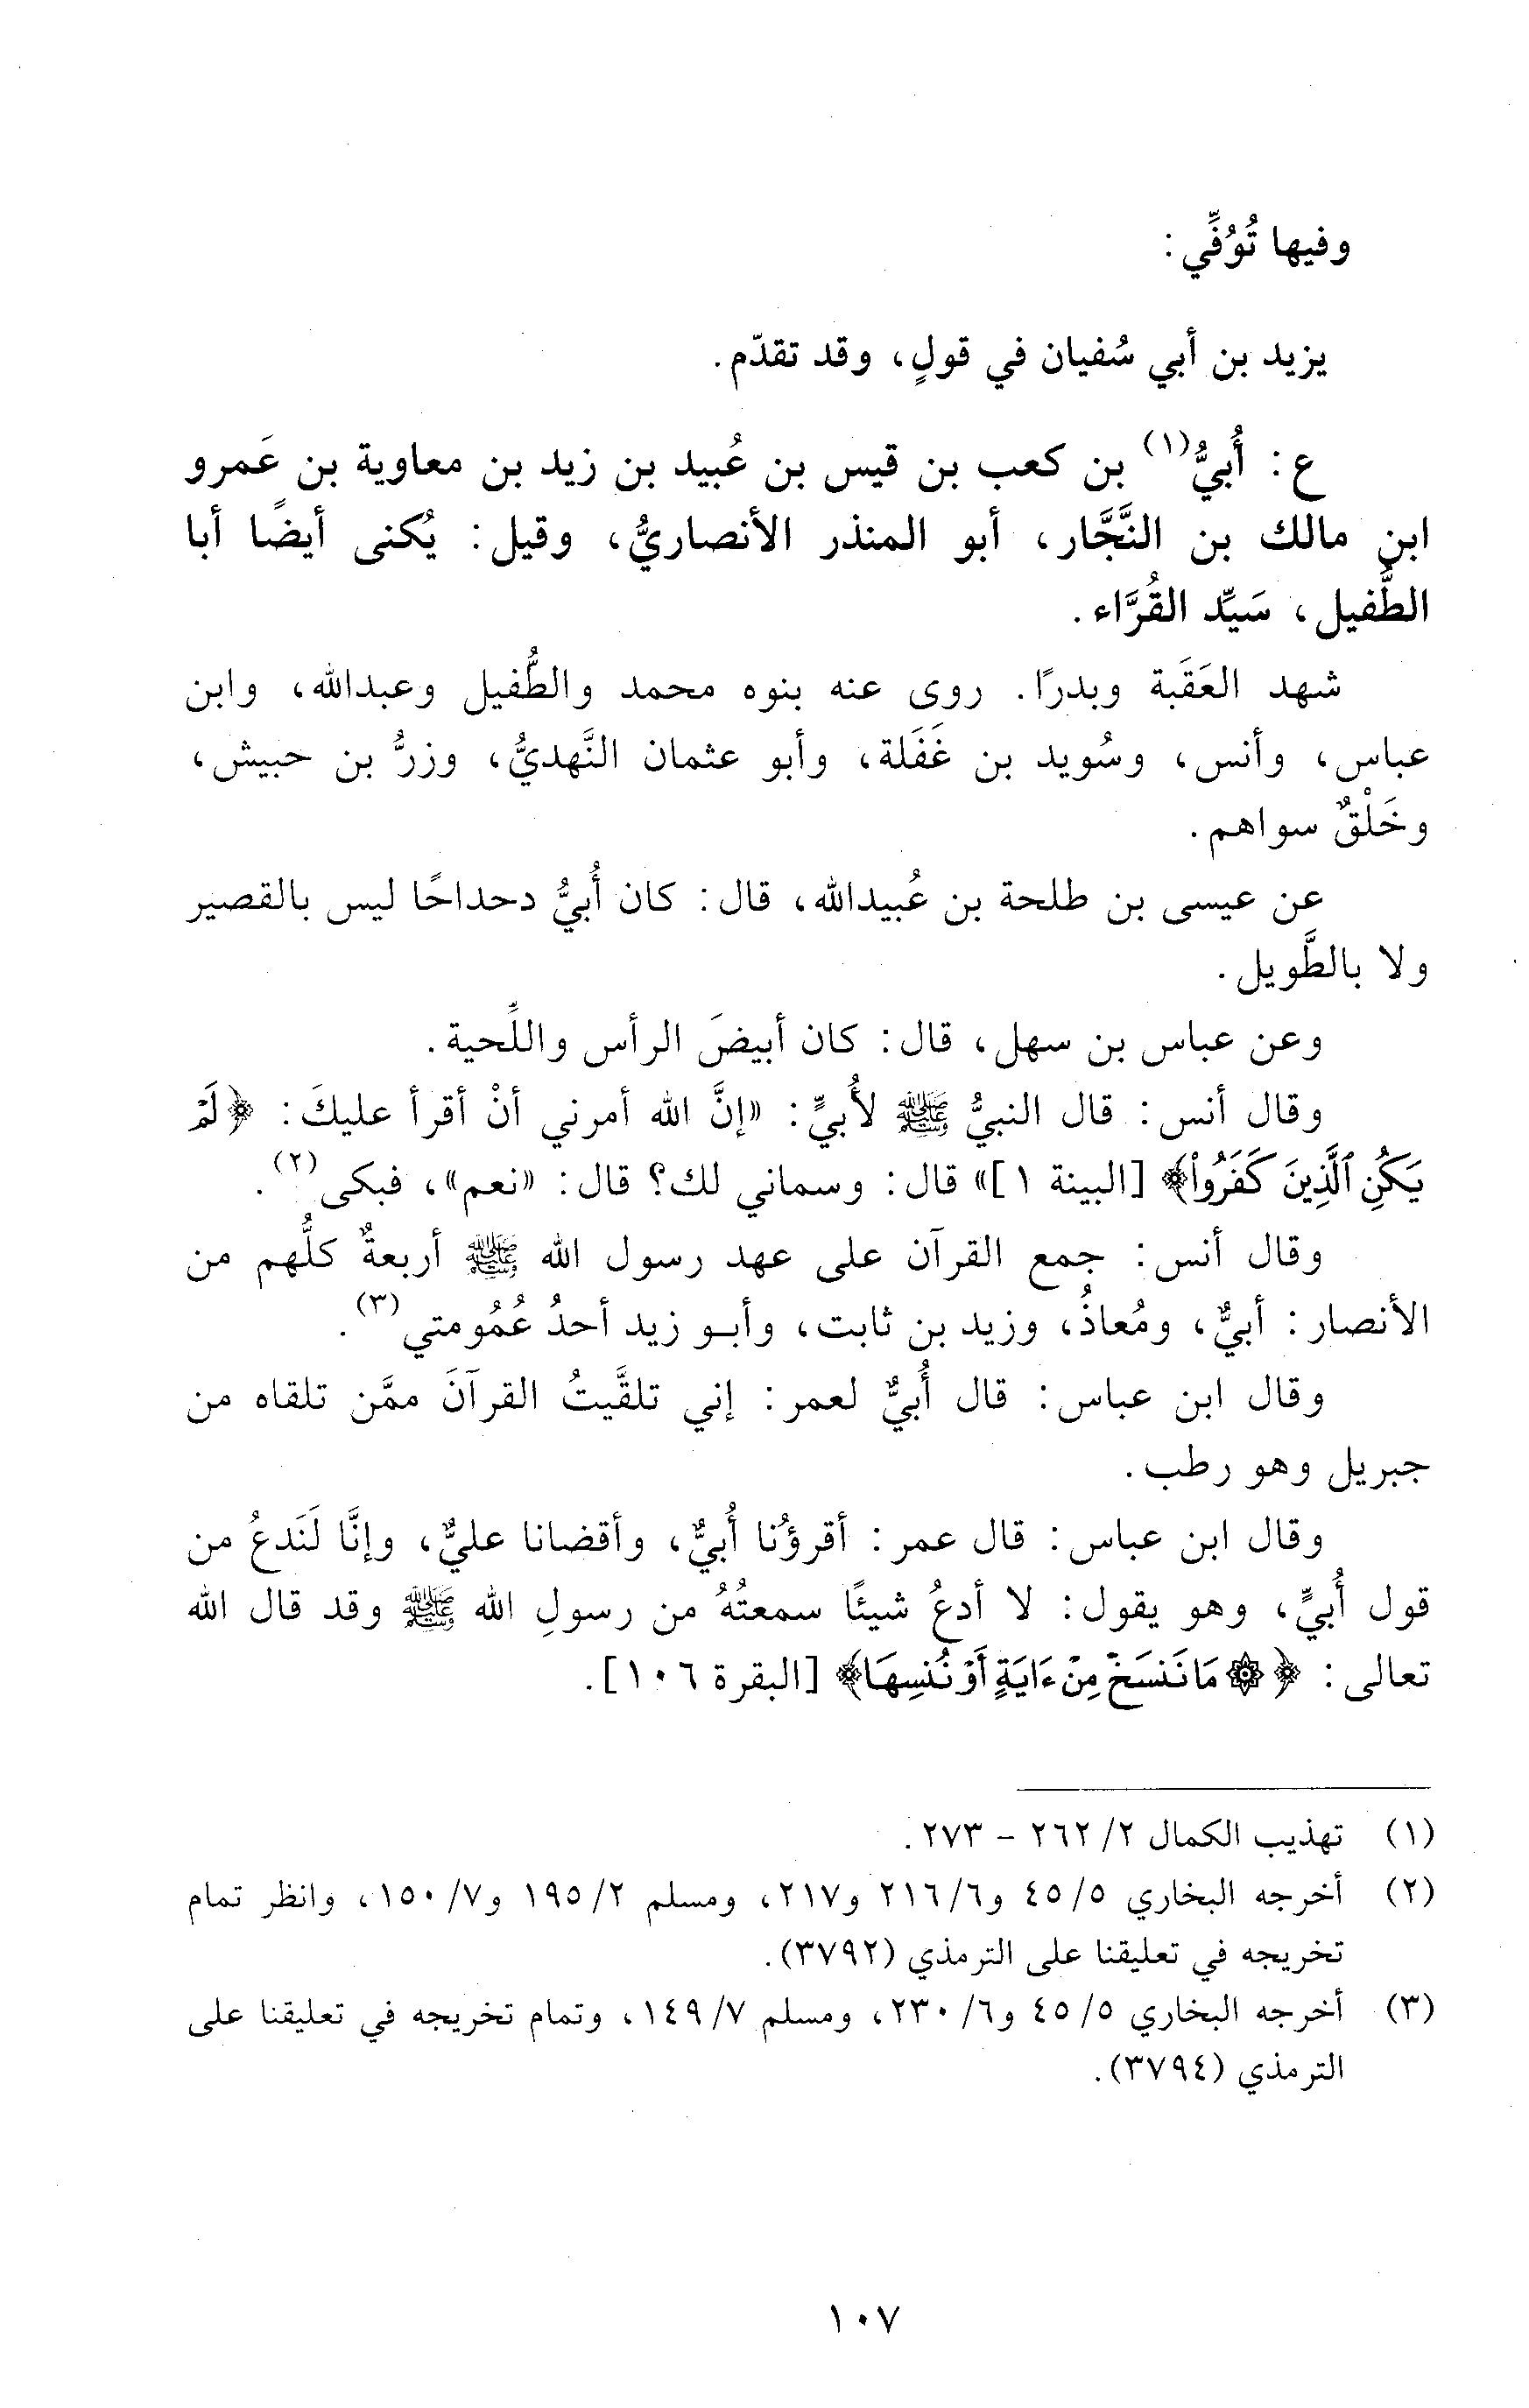 وفيها تُوُفِّي:
يزيد بن أبي سُفيان في قولٍ، وقد تقدّم.
ع: أُبيُّ(١) بن كعب بن قيس بن عُبيد بن زيد بن معاوية بن عَمرو
ابن مالك بن النَّجَّار، أبو المنذر الأنصاريُّ، وقيل: يُكنى أيضًا أبا
الطُّفيل، سَيِّد القُرَّاء.
شهد العَقَبة وبدرًا. روى عنه بنوه محمد والطُّفيل وعبدالله، وابن
عباس، وأنس، وسُويد بن غَفَلة، وأبو عثمان النَّهديُّ، وزرُّ بن حبيش،
وخَلْقٌ سواهم.
عن عيسى بن طلحة بن عُبيدالله، قال: كان أُبيُّ دحداحًا ليس بالقصير
ولا بالطَّويل.
وعن عباس بن سهل، قال: كان أبيضَ الرأس واللِّحية.
وقال أنس: قال النبيُّ ﷺ لأُبيٍّ: «إنَّ الله أمرني أنْ أقرأ عليكَ: ﴿لَمْ
يَكُنِ ٱلَّذِينَ كَفَرُوا۟﴾ [البينة ١]» قال: وسماني لك؟ قال: «نعم»، فبكى(٢).
وقال أنس: جمع القرآن على عهد رسول الله ﷺ أربعةٌ كلُّهم من
الأنصار: أبيٌّ، ومُعاذُ، وزيد بن ثابت، وأبـو زيد أحدُ عُمُومتي(٣).
وقال ابن عباس: قال أُبيٌّ لعمر: إني تلقَّيتُ القرآنَ ممَّن تلقاه من
جبريل وهو رطب.
وقال ابن عباس: قال عمر: أقرؤُنا أُبيٌّ، وأقضانا عليٌّ، وإنَّا لَنَدعُ من
قول أُبيٍّ، وهو يقول: لا أدعُ شيئًا سمعتُهُ من رسولِ الله ﷺ وقد قال الله
تعالى: ﴿۞ مَا نَنسَخْ مِنْ ءَايَةٍ أَوْ نُنسِهَا﴾ [البقرة ١٠٦].
(١) تهذيب الكمال ٢/ ٢٦٢ - ٢٧٣.
(٢) أخرجه البخاري ٥/ ٤٥ و٦/ ٢١٦ و٢١٧، ومسلم ٢/ ١٩٥ و٧/ ١٥٠، وانظر تمام
تخريجه في تعليقنا على الترمذي (٣٧٩٢).
(٣) أخرجه البخاري ٥/ ٤٥ و٦/ ٢٣٠، ومسلم ٧/ ١٤٩، وتمام تخريجه في تعليقنا على
الترمذي (٣٧٩٤).
١٠٧